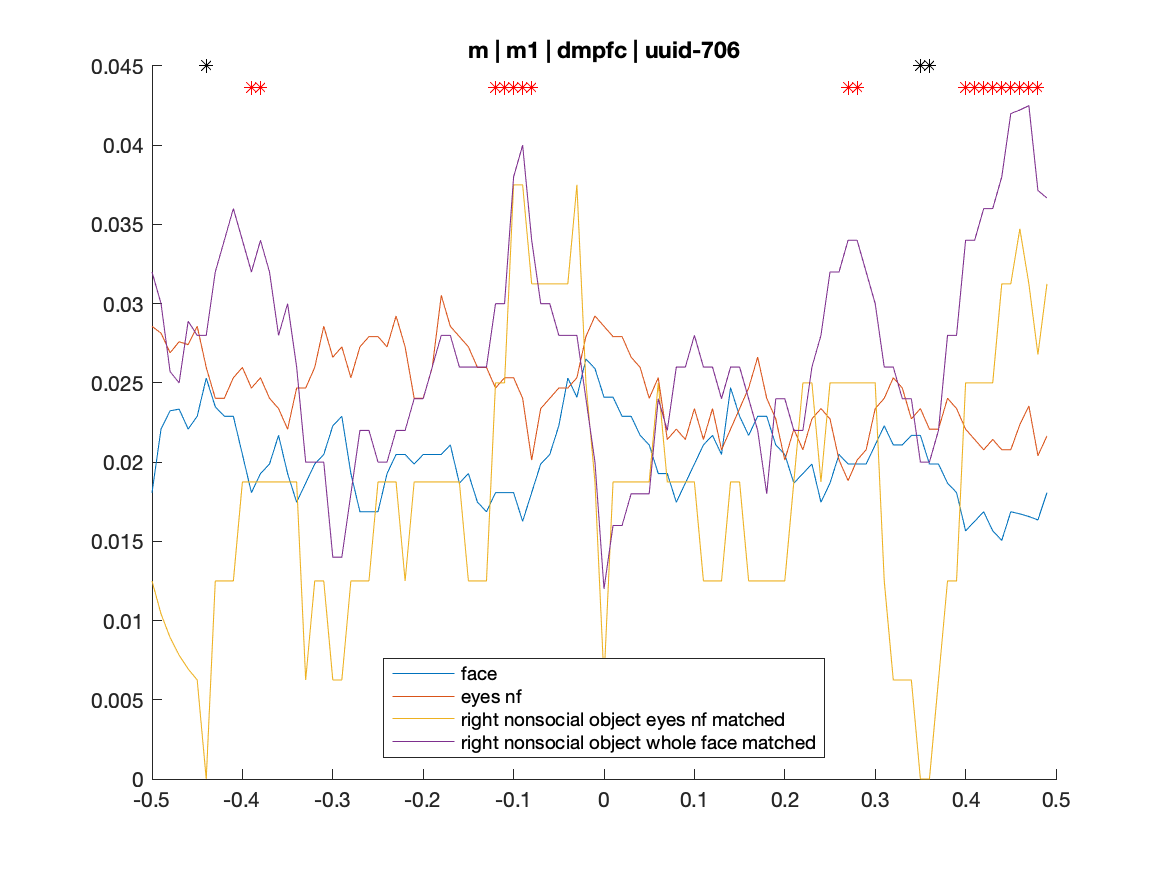 m | m1 | dmpfc | uuid-706
0.045
0.04
0.035
0.03
0.025
0.02
0.015
0.01
0.005
0
face
eyes nf
right nonsocial object eyes nf matched
right nonsocial object whole face matched
-0.5 -0.4 -0.3 -0.2 -0.1 0 0.1 0.2 0.3 0.4 0.5